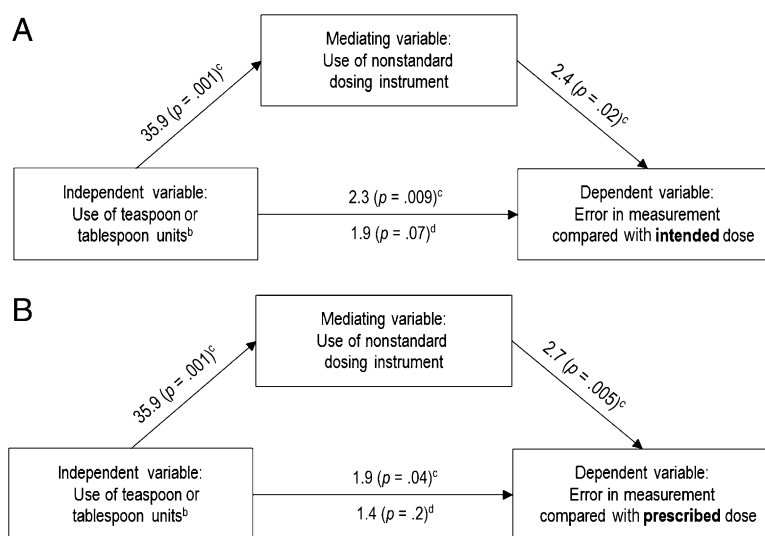 A
Mediating variable:
Use of nonstandard
dosing instrument
35.9 (p = .001)ᶜ
2.4 (p = .02)ᶜ
Independent variable:
Use of teaspoon or
tablespoon unitsᵇ
2.3 (p = .009)ᶜ
1.9 (p = .07)ᵈ
Dependent variable:
Error in measurement
compared with intended dose
B
Mediating variable:
Use of nonstandard
dosing instrument
35.9 (p = .001)ᶜ
2.7 (p = .005)ᶜ
Independent variable:
Use of teaspoon or
tablespoon unitsᵇ
1.9 (p = .04)ᶜ
1.4 (p = .2)ᵈ
Dependent variable:
Error in measurement
compared with prescribed dose